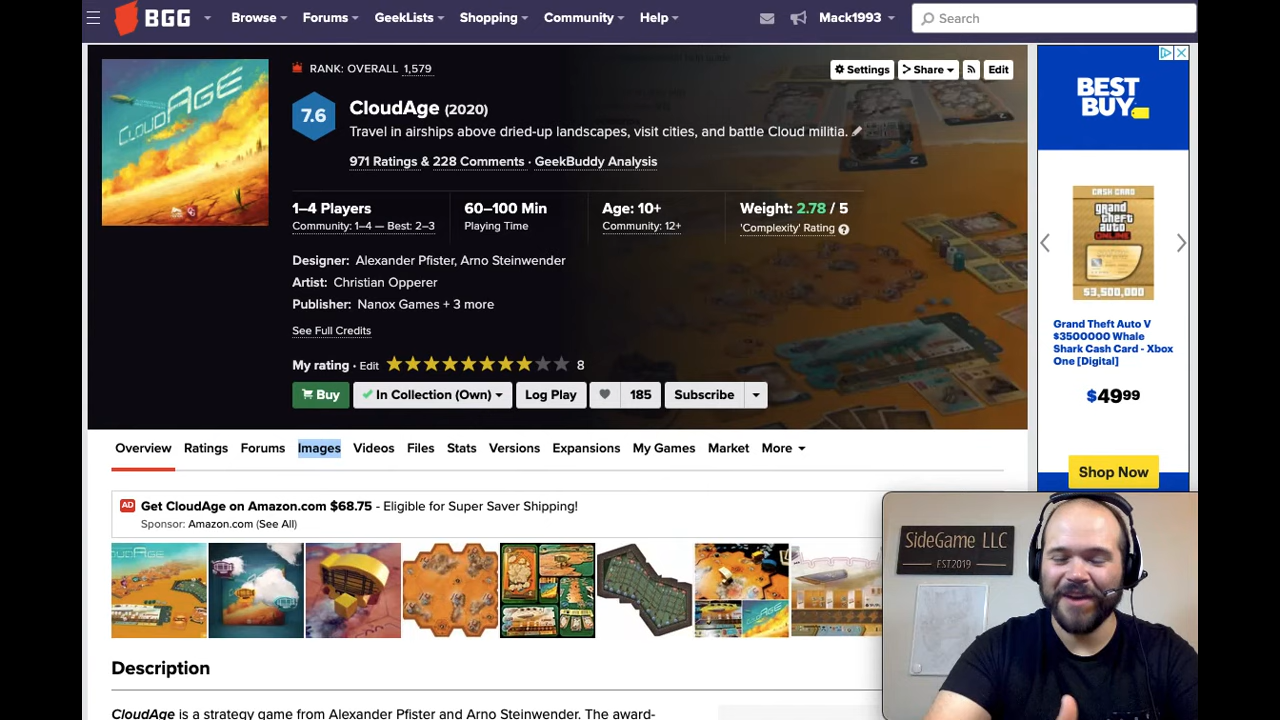 BGG Browse Forums GeekLists Shopping Community Help Mack1993 Search
RANK: OVERALL 1,579
Settings Share Edit
CLOUDAGE
7.6
CloudAge (2020)
Travel in airships above dried-up landscapes, visit cities, and battle Cloud militia.
971 Ratings & 228 Comments · GeekBuddy Analysis
1–4 Players 60–100 Min Age: 10+ Weight: 2.78 / 5
Community: 1–4 — Best: 2–3 Playing Time Community: 12+ 'Complexity' Rating
Designer: Alexander Pfister, Arno Steinwender
Artist: Christian Opperer
Publisher: Nanox Games + 3 more
See Full Credits
My rating · Edit 8
Buy In Collection (Own) Log Play 185 Subscribe
Overview Ratings Forums Images Videos Files Stats Versions Expansions My Games Market More
AD Get CloudAge on Amazon.com $68.75 - Eligible for Super Saver Shipping!
Sponsor: Amazon.com (See All)
Description
CloudAge is a strategy game from Alexander Pfister and Arno Steinwender. The award-
BEST
BUY
CASH CARD
grand
theft
auto
ONLINE
$3,500,000
Grand Theft Auto V
$3500000 Whale
Shark Cash Card - Xbox
One [Digital]
$4999
Shop Now
SideGame LLC
EST2019